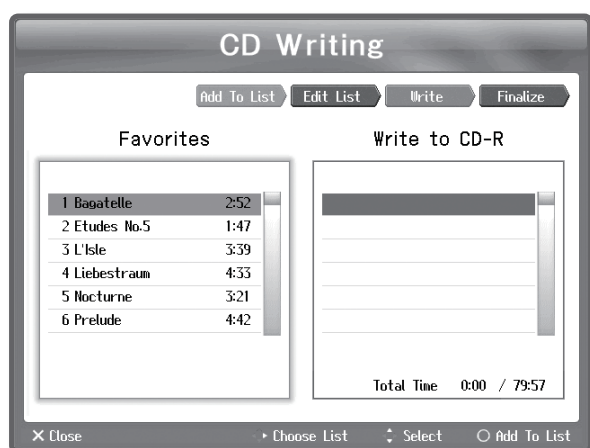 CD Writing
Add To List Edit List Write Finalize
Favorites
1 Bagatelle 2:52
2 Etudes No.5 1:47
3 L'Isle 3:39
4 Liebestraum 4:33
5 Nocturne 3:21
6 Prelude 4:42
Write to CD-R
Total Time 0:00 / 79:57
× Close Choose List Select ○ Add To List